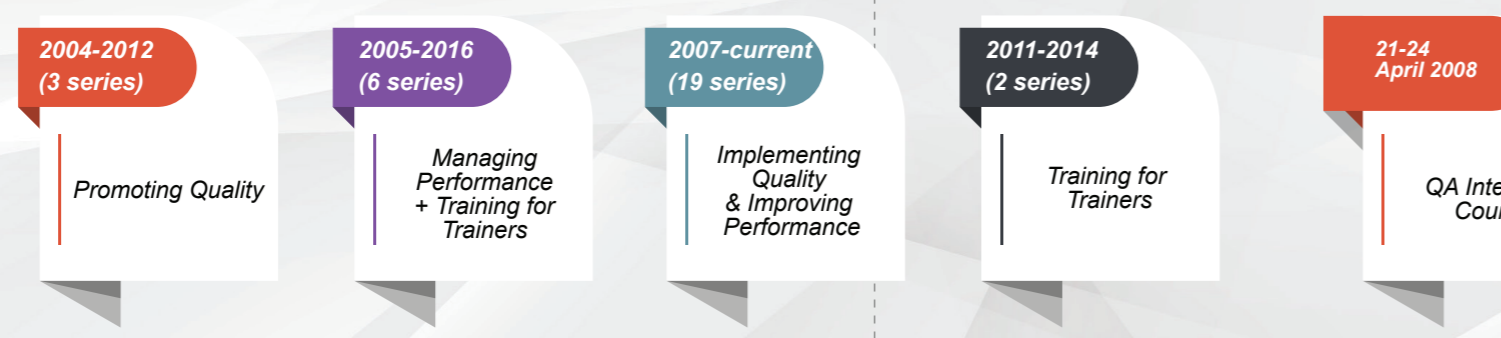 2004-2012
(3 series)
Promoting Quality
2005-2016
(6 series)
Managing
Performance
+ Training for
Trainers
2007-current
(19 series)
Implementing
Quality
& Improving
Performance
2011-2014
(2 series)
Training for
Trainers
21-24
April 2008
QA